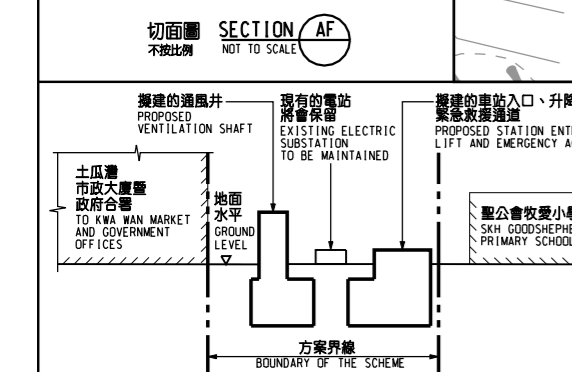 切面圖 SECTION AF
不按比例 NOT TO SCALE
擬建的通風井
PROPOSED
VENTILATION SHAFT
現有的電站
將會保留
EXISTING ELECTRIC
SUBSTATION
TO BE MAINTAINED
擬建的車站入口、升降
緊急救援通道
PROPOSED STATION
LIFT AND EMERGENCY
土瓜灣
市政大廈暨
政府合署
TO KWA WAN MARKET
AND GOVERNMENT
OFFICES
地面
水平
GROUND
LEVEL
聖公會牧愛小
SKH
PRIMARY SCHOOL
方案界線
BOUNDARY OF THE SCHEME